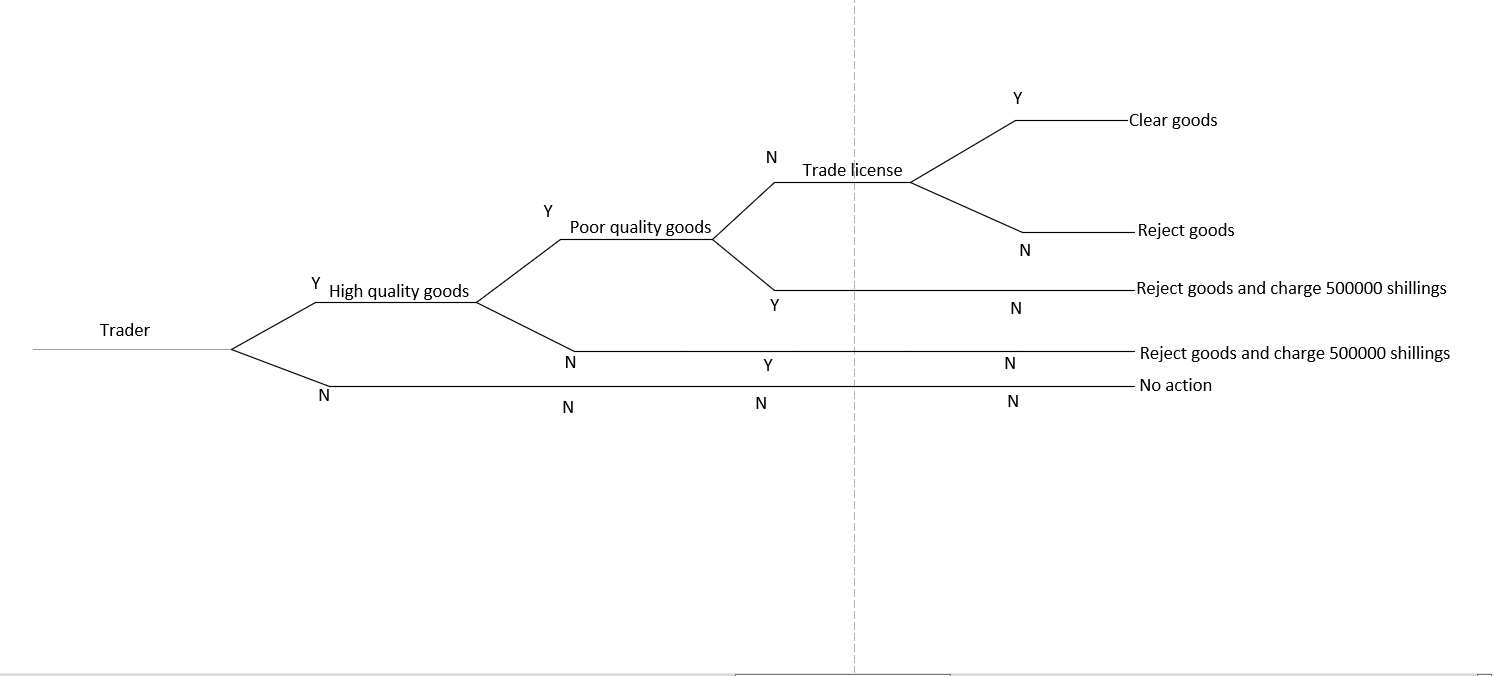 Y
Clear goods
N
Trade license
Y
Poor quality goods
Reject goods
N
Y
High quality goods
Reject goods and charge 500000 shillings
Y
N
Trader
Reject goods and charge 500000 shillings
N
Y
N
No action
N
N
N
N